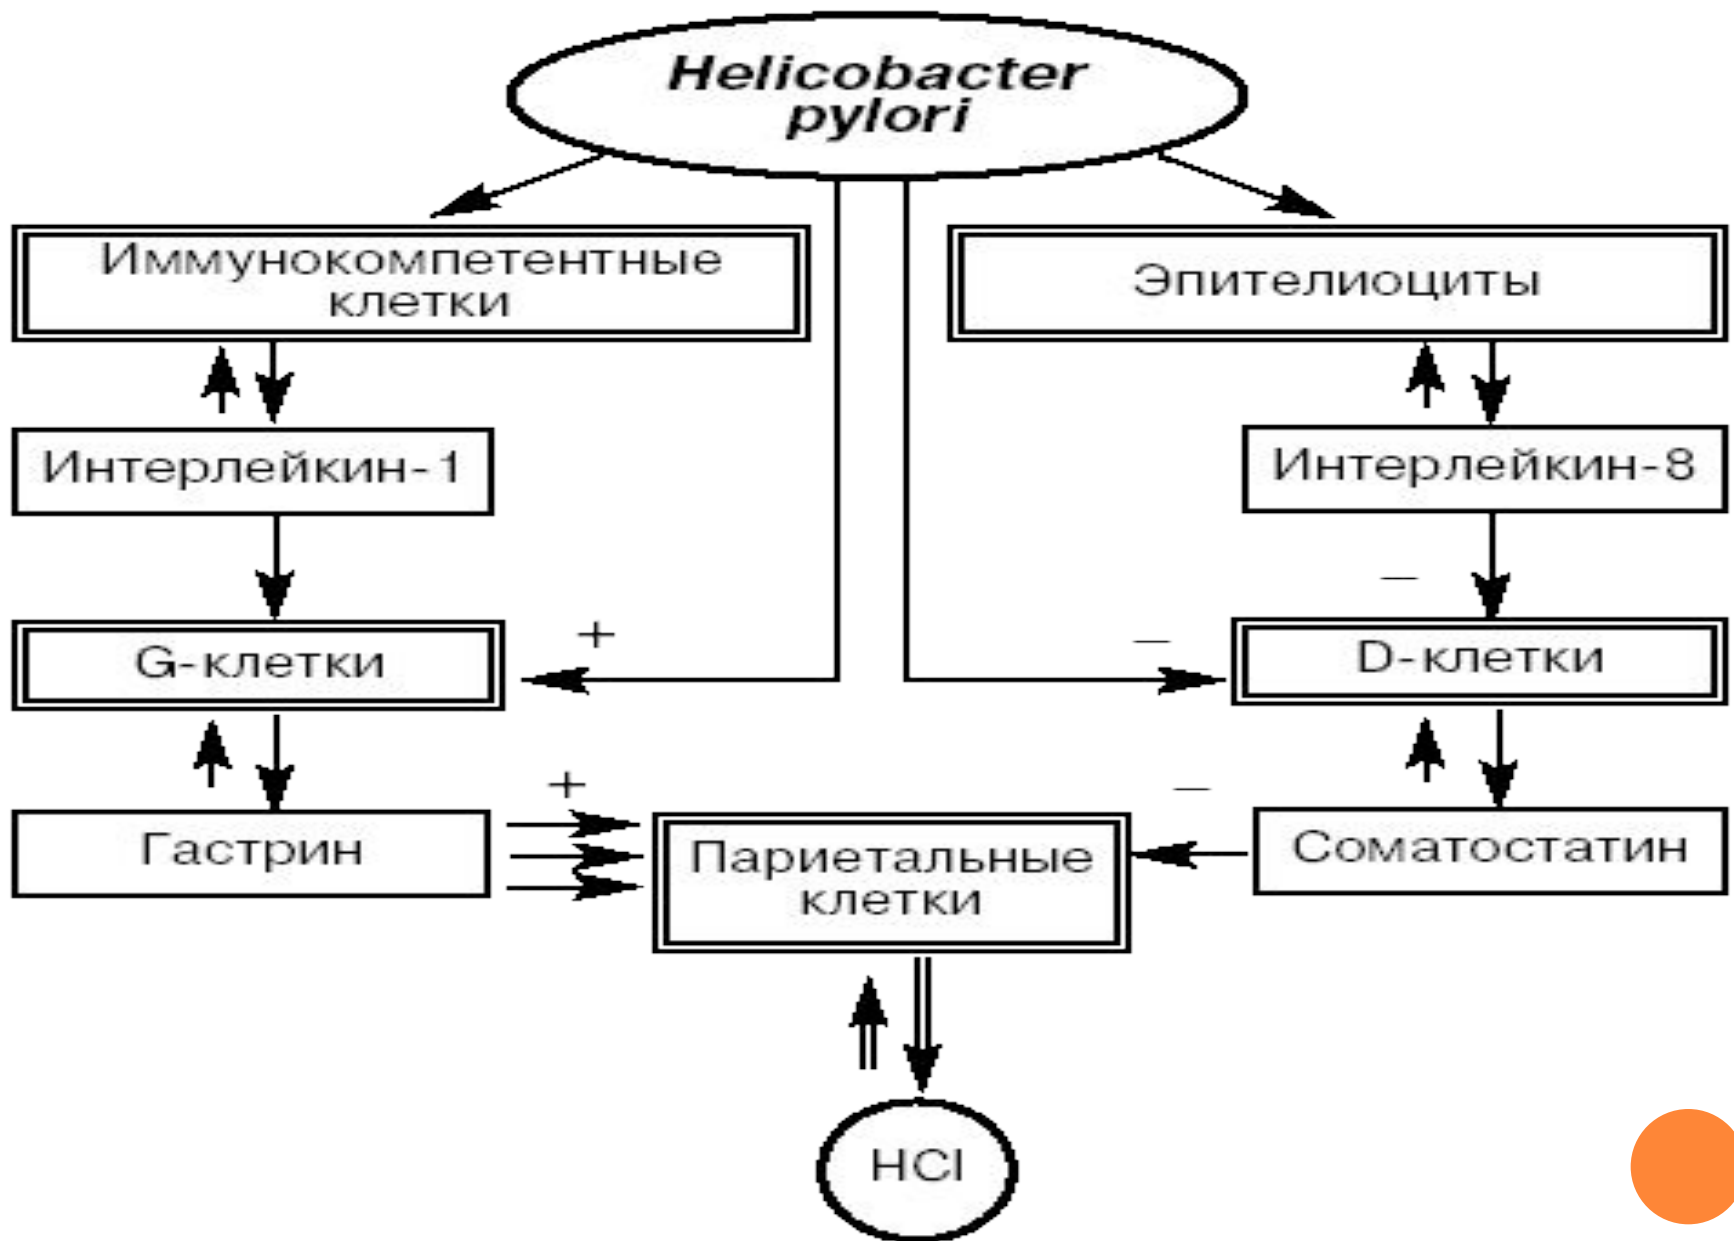 Helicobacter
pylori
Иммунокомпетентные
клетки
Эпителиоциты
Интерлейкин-1
Интерлейкин-8
–
+
–
G-клетки
D-клетки
+
–
Гастрин
Париетальные
клетки
Соматостатин
HCl